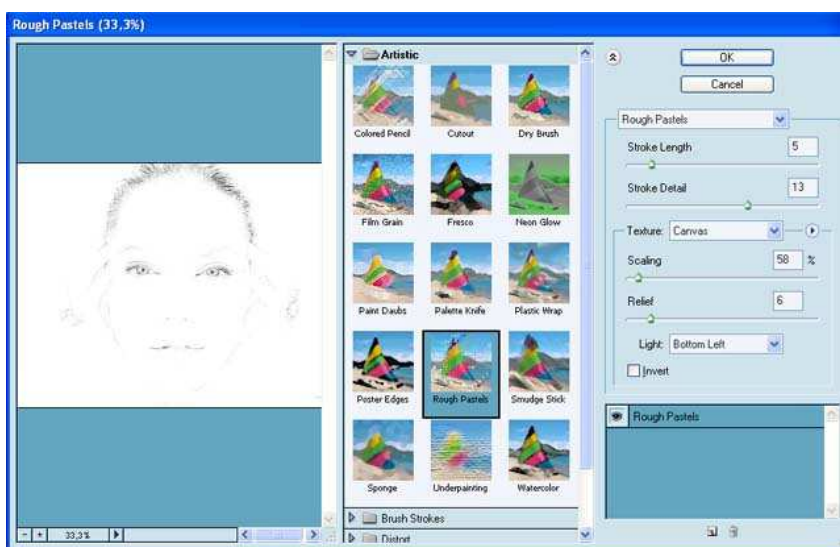 Rough Pastels (33,3%)
Artistic
Colored Pencil
Cutout
Dry Brush
Film Grain
Fresco
Neon Glow
Paint Daubs
Palette Knife
Plastic Wrap
Poster Edges
Rough Pastels
Smudge Stick
Sponge
Underpainting
Watercolor
Brush Strokes
Distort
33,3%
OK
Cancel
Rough Pastels
Stroke Length 5
Stroke Detail 13
Texture: Canvas
Scaling 58 %
Relief 6
Light: Bottom Left
Invert
Rough Pastels